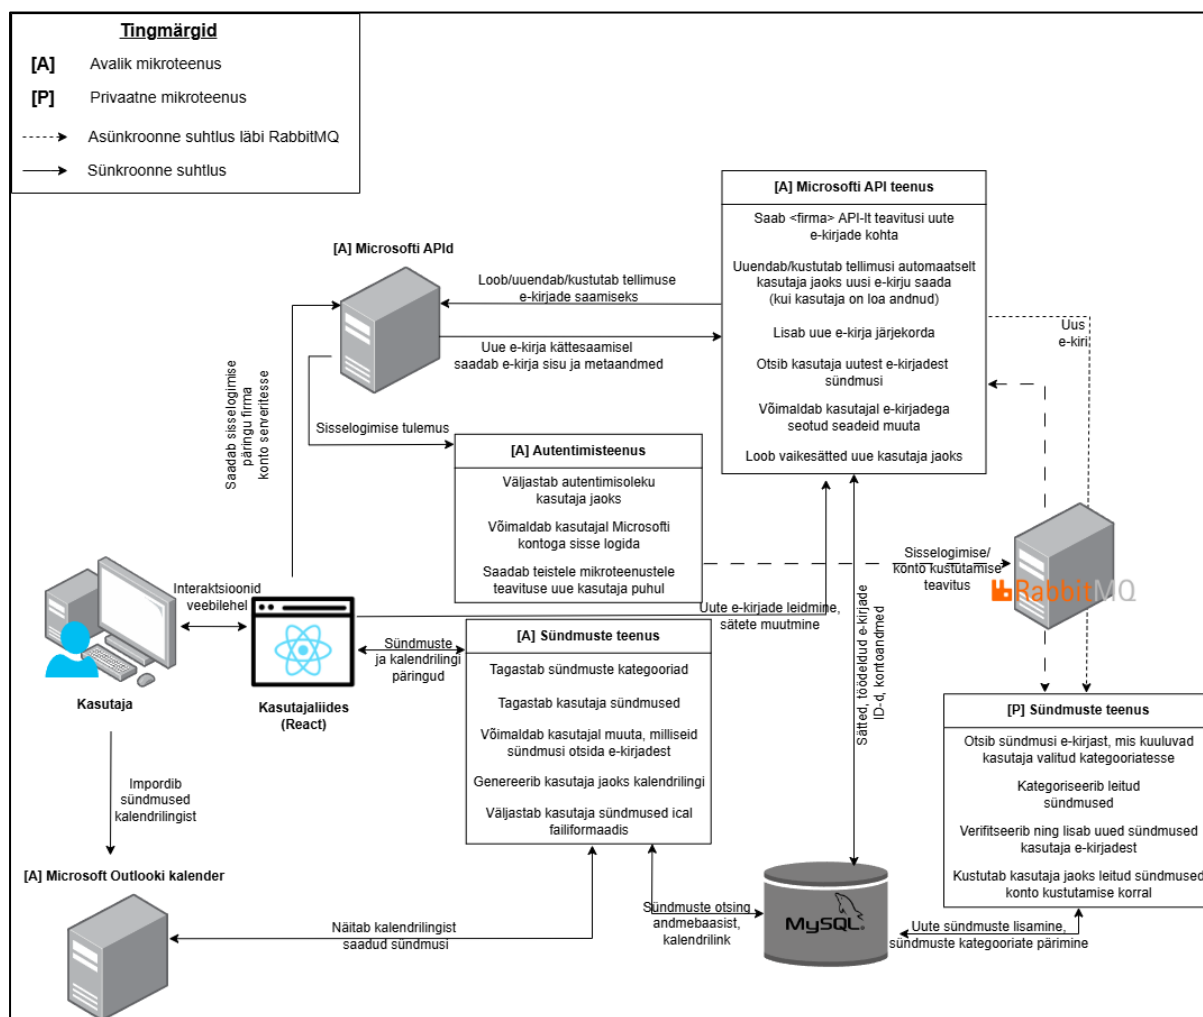 Tingmärgid
[A] Avalik mikroteenus
[P] Privaatne mikroteenus
Asünkroonne suhtlus läbi RabbitMQ
Sünkroonne suhtlus
[A] Microsofti API teenus
Saab <firma> API-lt teavitusi uute
e-kirjade kohta
Uuendab/kustutab tellimusi automaatselt
kasutaja jaoks uusi e-kirju saada
(kui kasutaja on loa andnud)
Lisab uue e-kirja järjekorda
Otsib kasutaja uutest e-kirjadest
sündmusi
Võimaldab kasutajal e-kirjadega
seotud seadeid muuta
Loob vaikesätted uue kasutaja jaoks
[A] Microsofti APId
Loob/uuendab/kustutab tellimuse
e-kirjade saamiseks
Uue e-kirja kättesaamisel
saadab e-kirja sisu ja metaandmed
Uus
e-kiri
Saadab sisselogimise
päringu firma
konto serveritesse
Sisselogimise tulemus
[A] Autentimisteenus
Väljastab autentimisoleku
kasutaja jaoks
Võimaldab kasutajal Microsofti
kontoga sisse logida
Saadab teistele mikroteenustele
teavituse uue kasutaja puhul
Sisselogimise/
konto kustutamise
teavitus
RabbitMQ
Interaktsioonid
veebilehel
Kasutaja
Kasutajaliides
(React)
Uute e-kirjade leidmine,
sätete muutmine
Sündmuste
ja kalendrilingi
päringud
[A] Sündmuste teenus
Tagastab sündmuste kategooriad
Tagastab kasutaja sündmused
Võimaldab kasutajal muuta, milliseid
sündmusi otsida e-kirjadest
Genereerib kasutaja jaoks kalendrilingi
Väljastab kasutaja sündmused ical
failiformaadis
Sätted, töödeldud e-kirjade
ID-d, kontoandmed
[P] Sündmuste teenus
Otsib sündmusi e-kirjast, mis kuuluvad
kasutaja valitud kategooriatesse
Kategoriseerib leitud
sündmused
Verifitseerib ning lisab uued sündmused
kasutaja e-kirjadest
Kustutab kasutaja jaoks leitud sündmused
konto kustutamise korral
Impordib
sündmused
kalendrilingist
[A] Microsoft Outlooki kalender
Näitab kalendrilingist
saadud sündmusi
Sündmuste otsing
andmebaasist,
kalendrilink
MySQL
Uute sündmuste lisamine,
sündmuste kategooriate pärimine